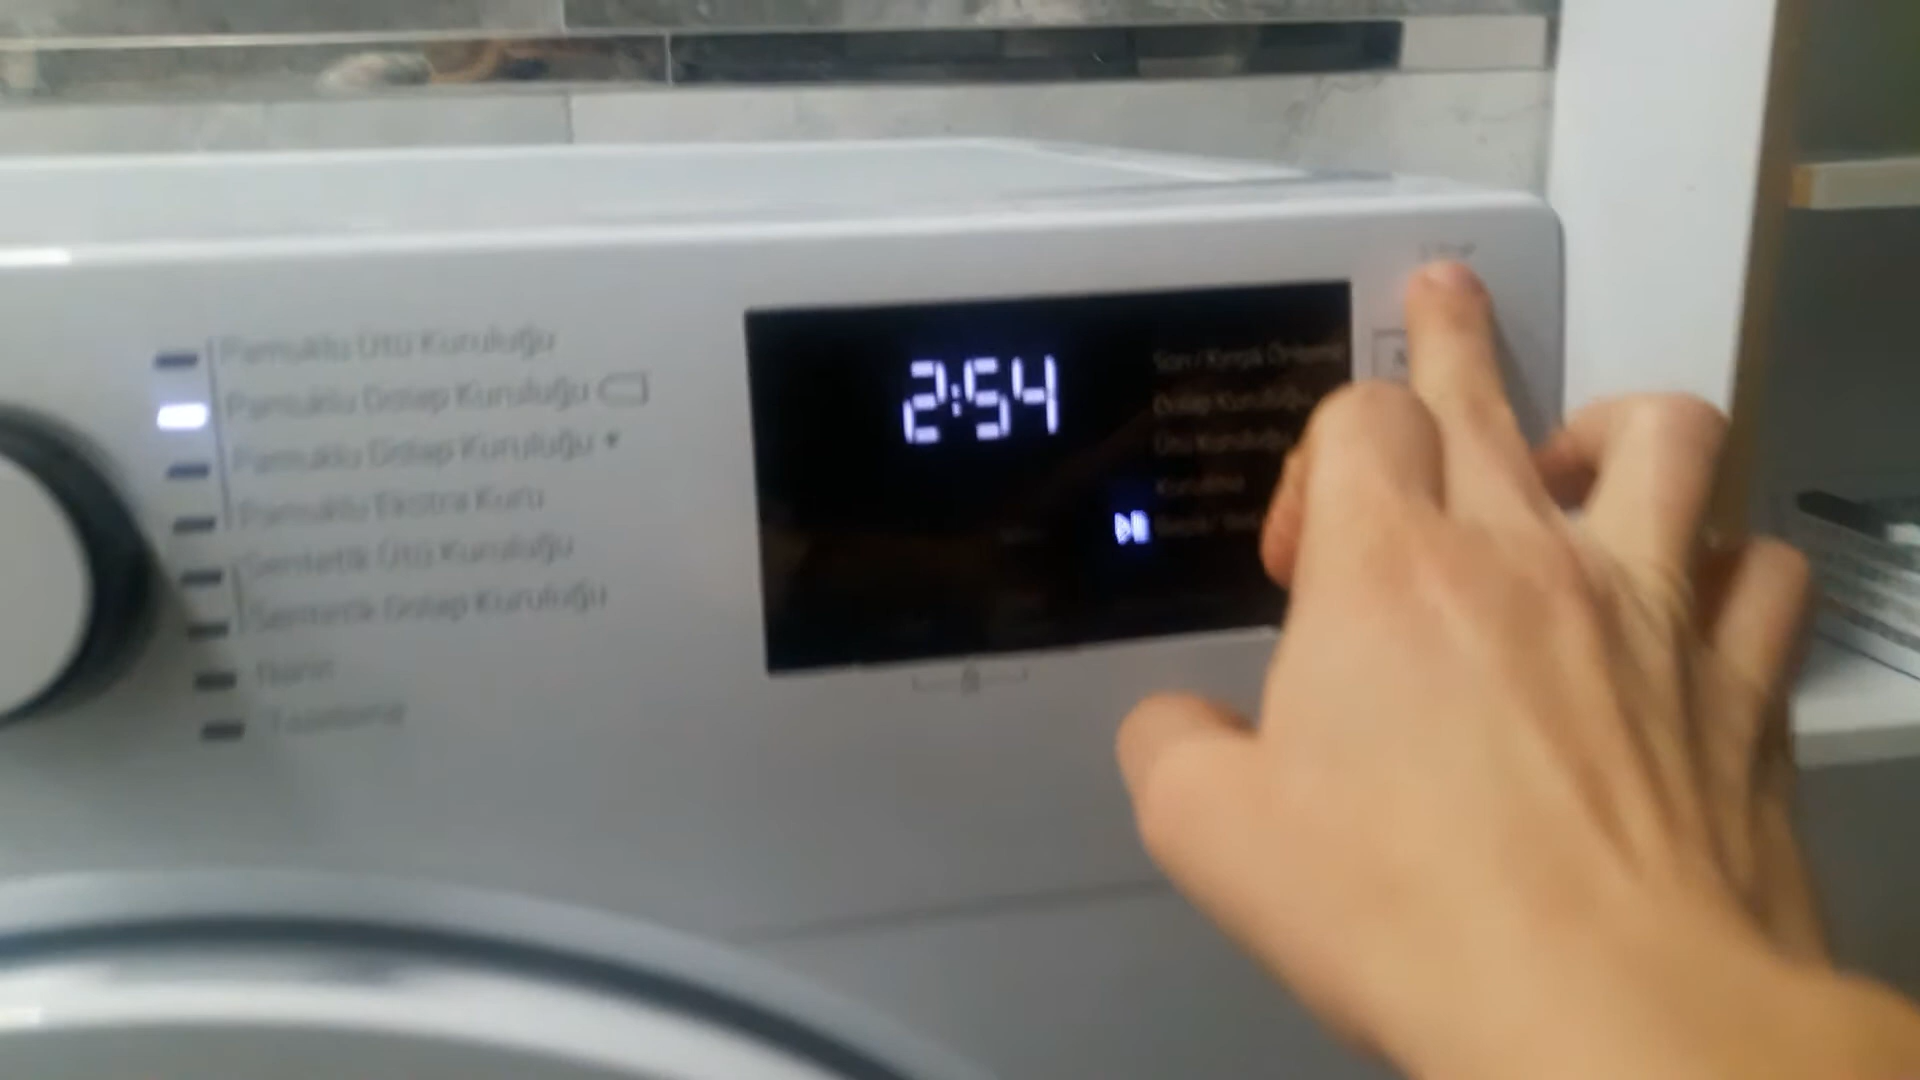 Pamuklu Ütü Kuruluğu
Pamuklu Dolap Kuruluğu
Pamuklu Dolap Kuruluğu +
Pamuklu Ekstra Kuru
Sentetik Ütü Kuruluğu
Sentetik Dolap Kuruluğu
Narin
2:54
Son / Kırışık Önleme
Dolap Kuruluğu
Ütü Kuruluğu
Kurutma